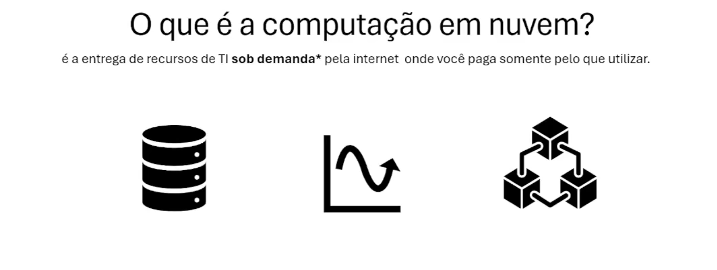 O que é a computação em nuvem?
é a entrega de recursos de TI sob demanda* pela internet onde você paga somente pelo que utilizar.